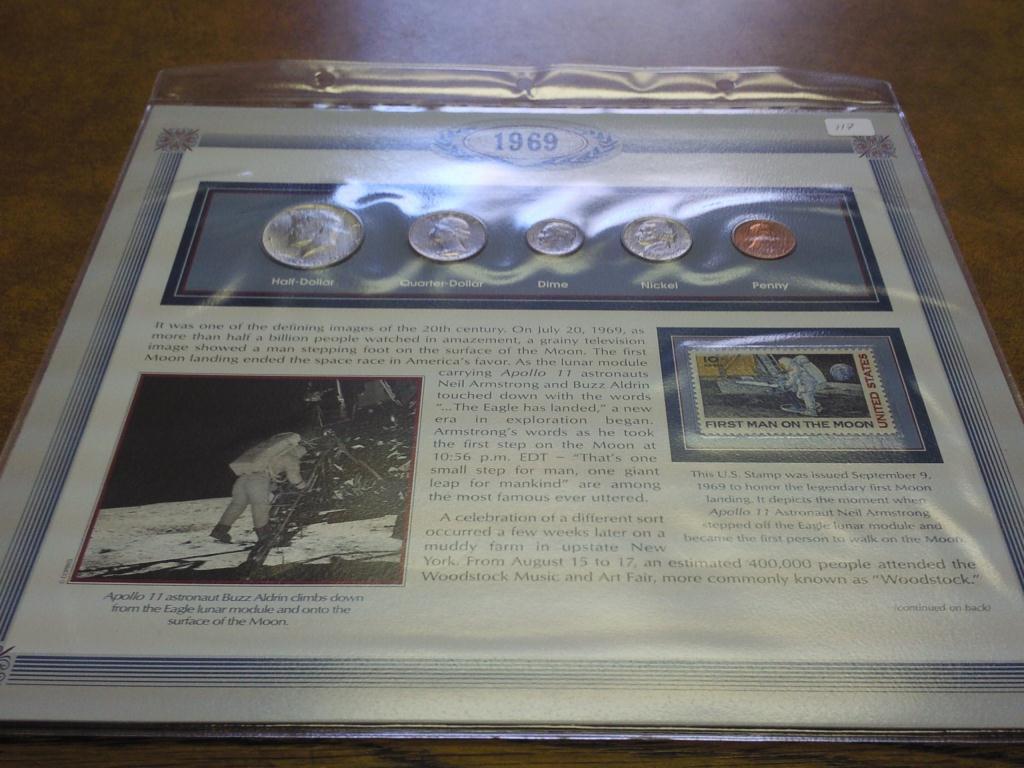 1969
117
Half-Dollar
Quarter-Dollar
Dime
Nickel
Penny
It was one of the defining images of the 20th century. On July 20, 1969, as
more than half a billion people watched in amazement, a grainy television
image showed a man stepping foot on the surface of the Moon. The first
Moon landing ended the space race in America's favor. As the lunar module
carrying Apollo 11 astronauts
Neil Armstrong and Buzz Aldrin
touched down with the words
"...The Eagle has landed," a new
era in exploration began.
Armstrong's words as he took
the first step on the Moon at
10:56 p.m. EDT – "That's one
small step for man, one giant
leap for mankind" are among
the most famous ever uttered.
A celebration of a different sort
occurred a few weeks later on a
muddy farm in upstate New
York. From August 15 to 17, an estimated 400,000 people attended the
Woodstock Music and Art Fair, more commonly known as "Woodstock."
(continued on back)
Apollo 11 astronaut Buzz Aldrin climbs down
from the Eagle lunar module and onto the
surface of the Moon.
10
UNITED STATES
FIRST MAN ON THE MOON
This U.S. Stamp was issued September 9,
1969 to honor the legendary first Moon
landing. It depicts the moment when
Apollo 11 Astronaut Neil Armstrong
stepped off the Eagle lunar module and
became the first person to walk on the Moon.